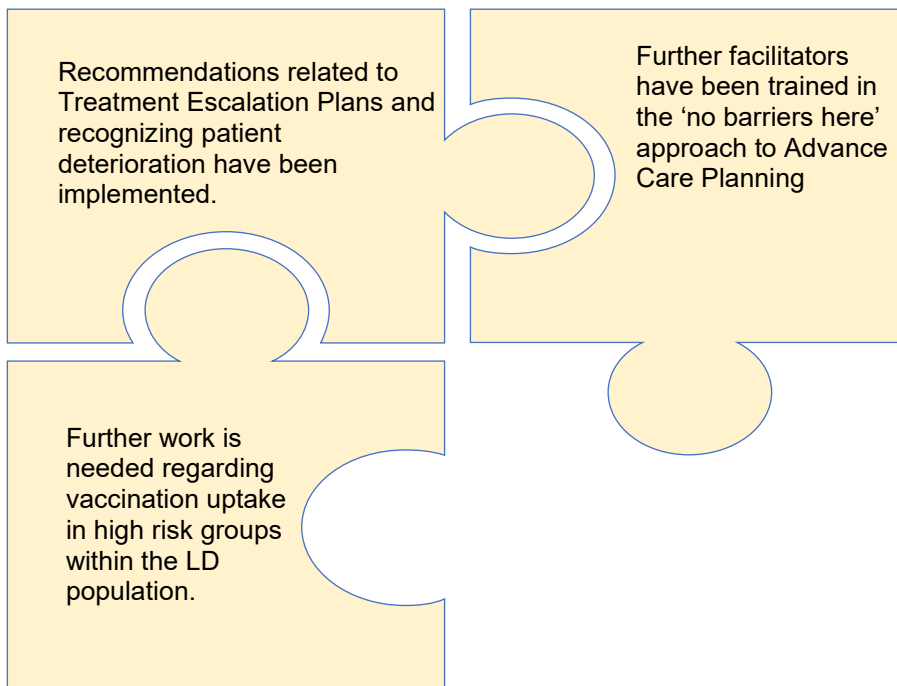 Recommendations related to
Treatment Escalation Plans and
recognizing patient
deterioration have been
implemented.
Further facilitators
have been trained in
the ‘no barriers here’
approach to Advance
Care Planning
Further work is
needed regarding
vaccination uptake
in high risk groups
within the LD
population.